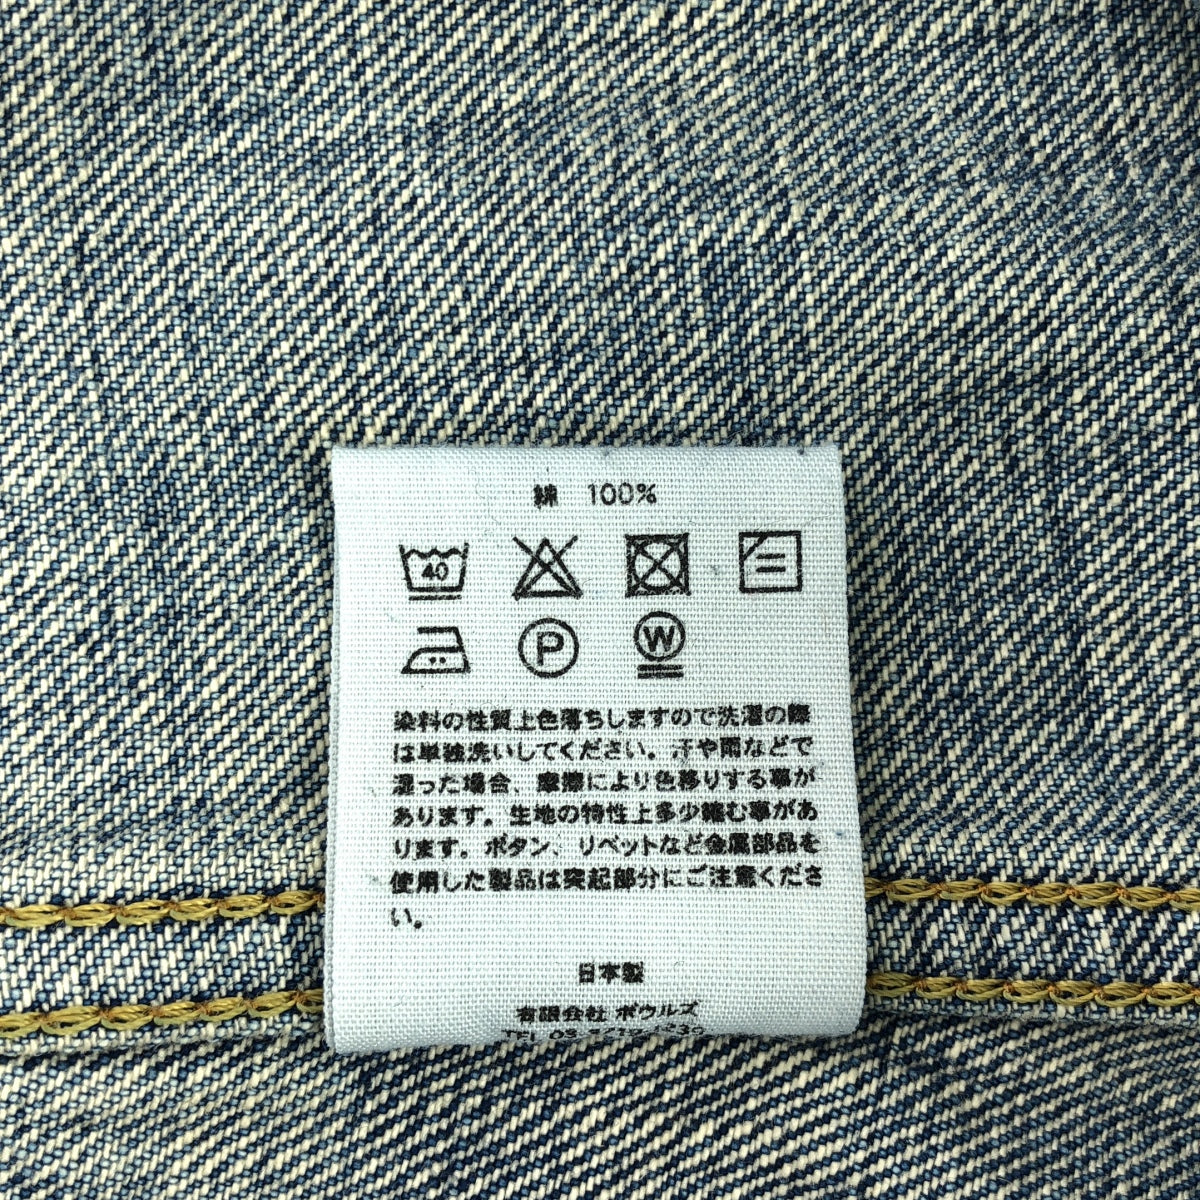 綿 100%
40
P W
染料の性質上色落ちしますので洗濯の際
は単独洗いしてください。汗や雨などで
湿った場合、摩擦により色移りする事が
あります。生地の特性上多少縮む事があ
ります。ボタン、リベットなど金属部品を
使用した製品は突起部分にご注意くださ
い。
日本製
有限会社 ボウルズ
TEL 03